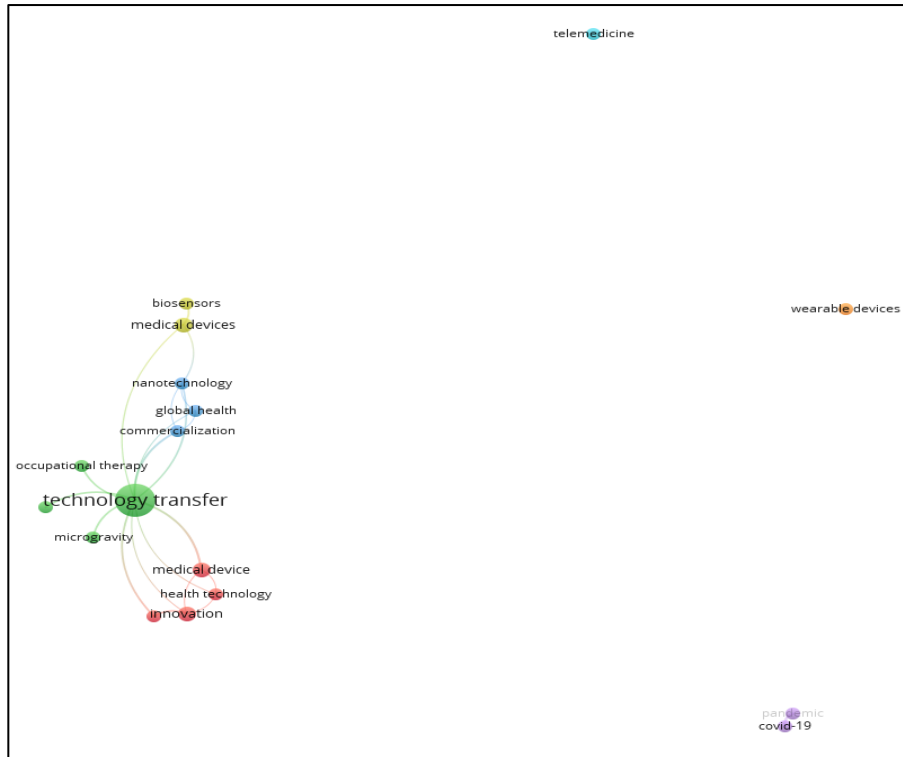 telemedicine
biosensors
wearable devices
medical devices
nanotechnology
global health
commercialization
occupational therapy
technology transfer
microgravity
medical device
health technology
innovation
pandemic
covid-19